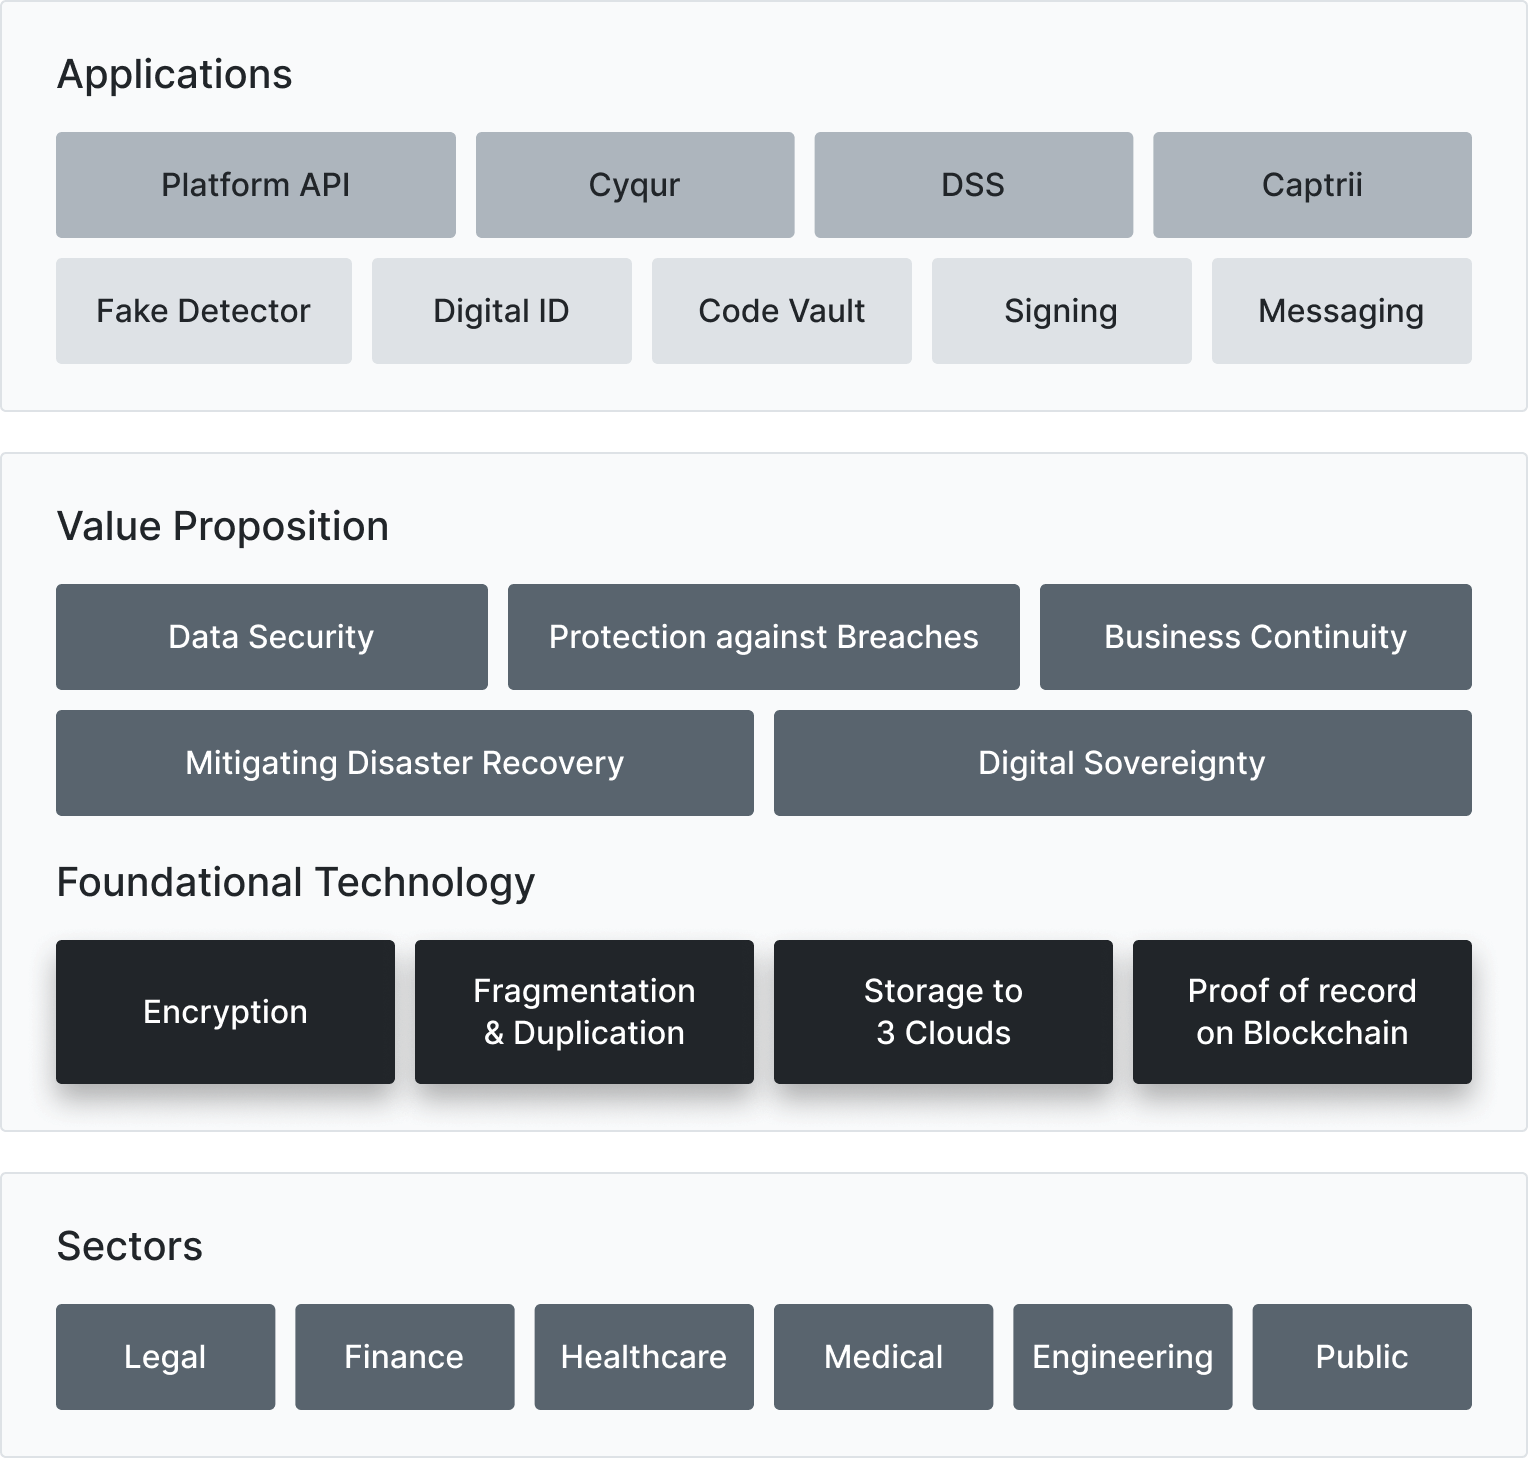 Applications
Platform API
Cyqur
DSS
Captrii
Fake Detector
Digital ID
Code Vault
Signing
Messaging
Value Proposition
Data Security
Protection against Breaches
Business Continuity
Mitigating Disaster Recovery
Digital Sovereignty
Foundational Technology
Encryption
Fragmentation
& Duplication
Storage to
3 Clouds
Proof of record
on Blockchain
Sectors
Legal
Finance
Healthcare
Medical
Engineering
Public